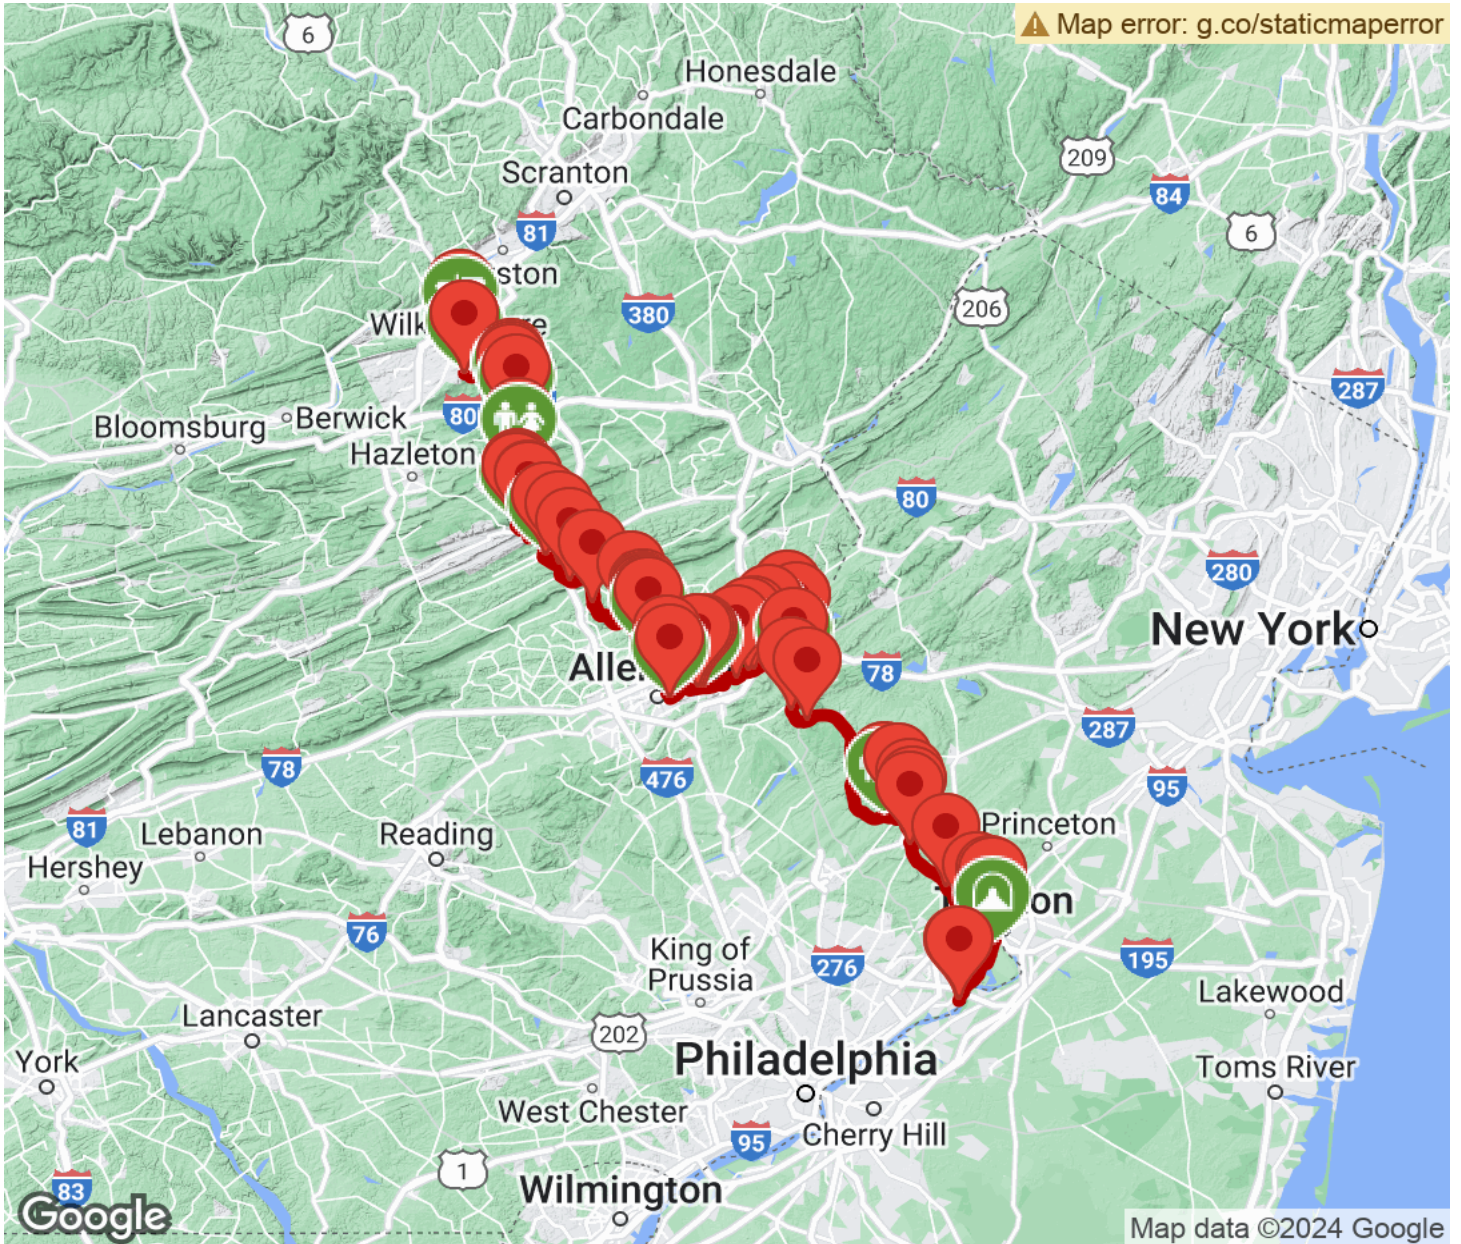 Map error: g.co/staticmaperror
6
Honesdale
Carbondale
209
Scranton
84
81
6
ston
206
Wilk
re
380
287
80
Berwick
Bloomsburg
Hazleton
80
280
New York
Alle
78
287
78
476
95
81
Lebanon
Reading
Princeton
Hershey
on
76
King of
Prussia
276
195
Lakewood
Lancaster
202
York
Philadelphia
Toms River
West Chester
95
Cherry Hill
1
83
Wilmington
Google
Map data ©2024 Google